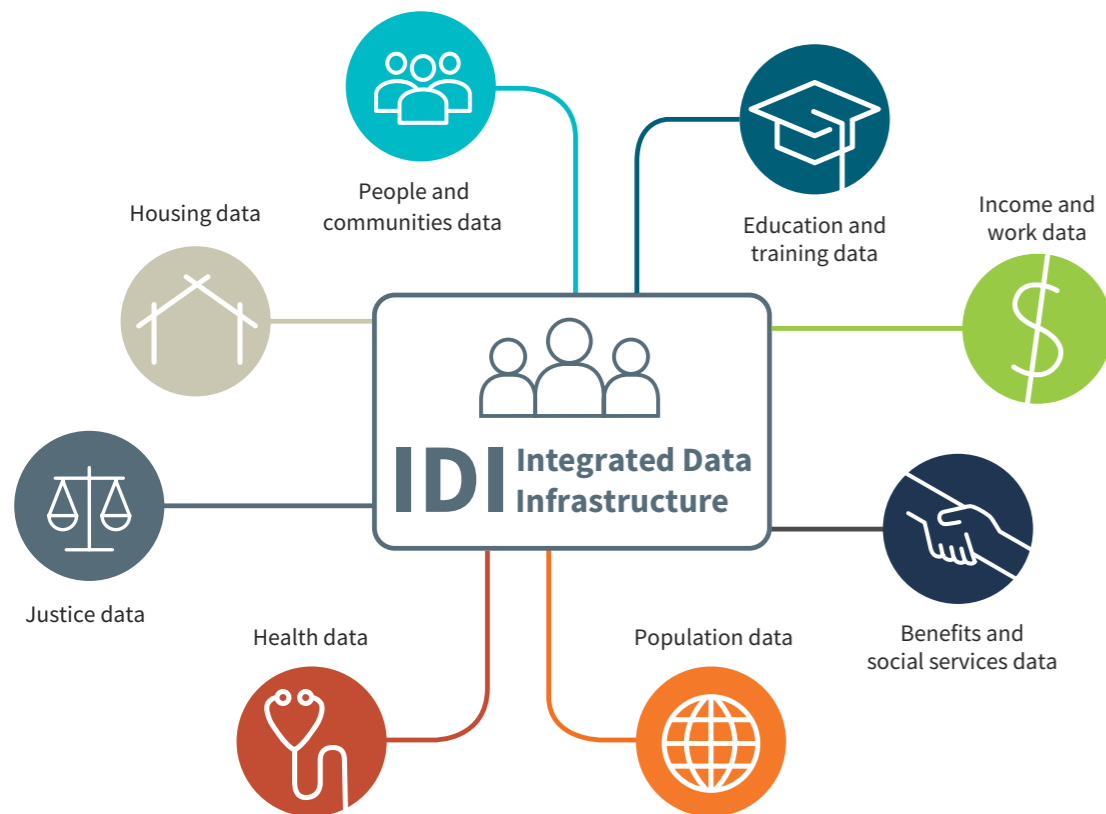 People and
communities data
Housing data
Education and
training data
Income and
work data
IDI
Integrated Data
Infrastructure
Justice data
Health data
Population data
Benefits and
social services data